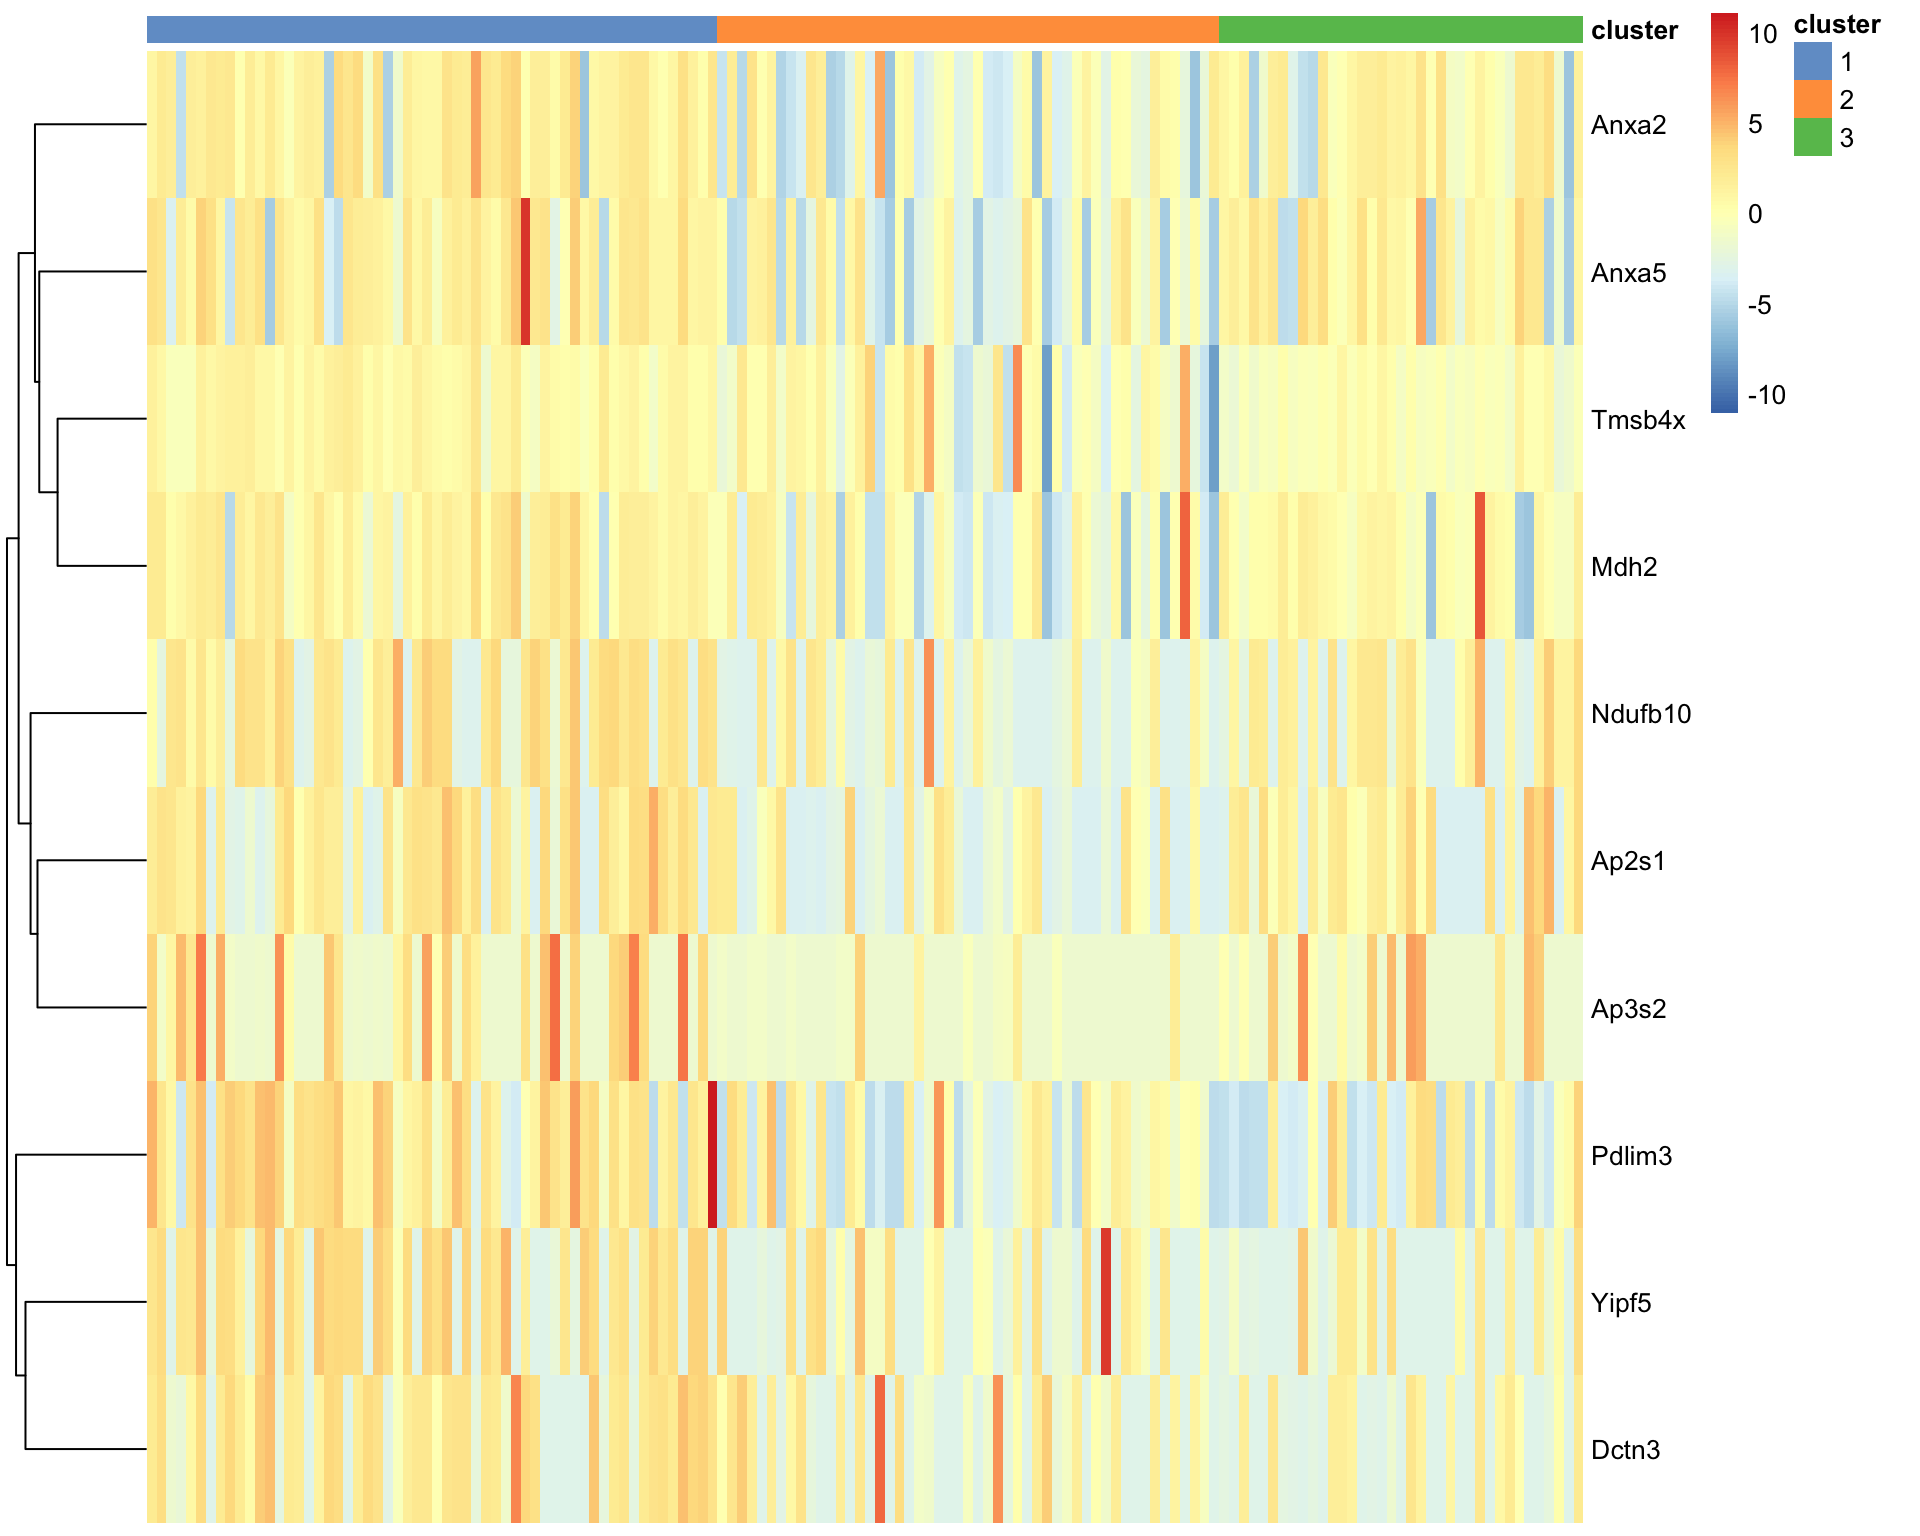 cluster
Anxa2
Anxa5
Tmsb4x
Mdh2
Ndufb10
Ap2s1
Ap3s2
Pdlim3
Yipf5
Dctn3
10
5
0
-5
-10
cluster
1
2
3